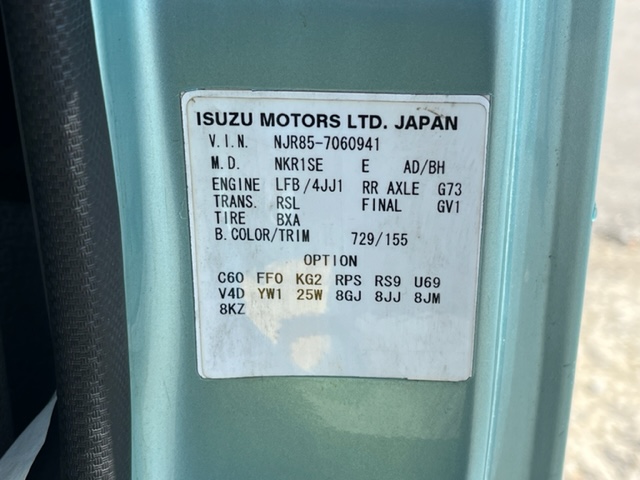 ISUZU MOTORS LTD. JAPAN
V.I.N. NJR85-7060941
M.D. NKR1SE E AD/BH
ENGINE LFB/4JJ1 RR AXLE G73
TRANS. RSL FINAL GV1
TIRE BXA
B.COLOR/TRIM 729/155
OPTION
C60 FF0 KG2 RPS RS9 U69
V4D YW1 25W 8GJ 8JJ 8JM
8KZ